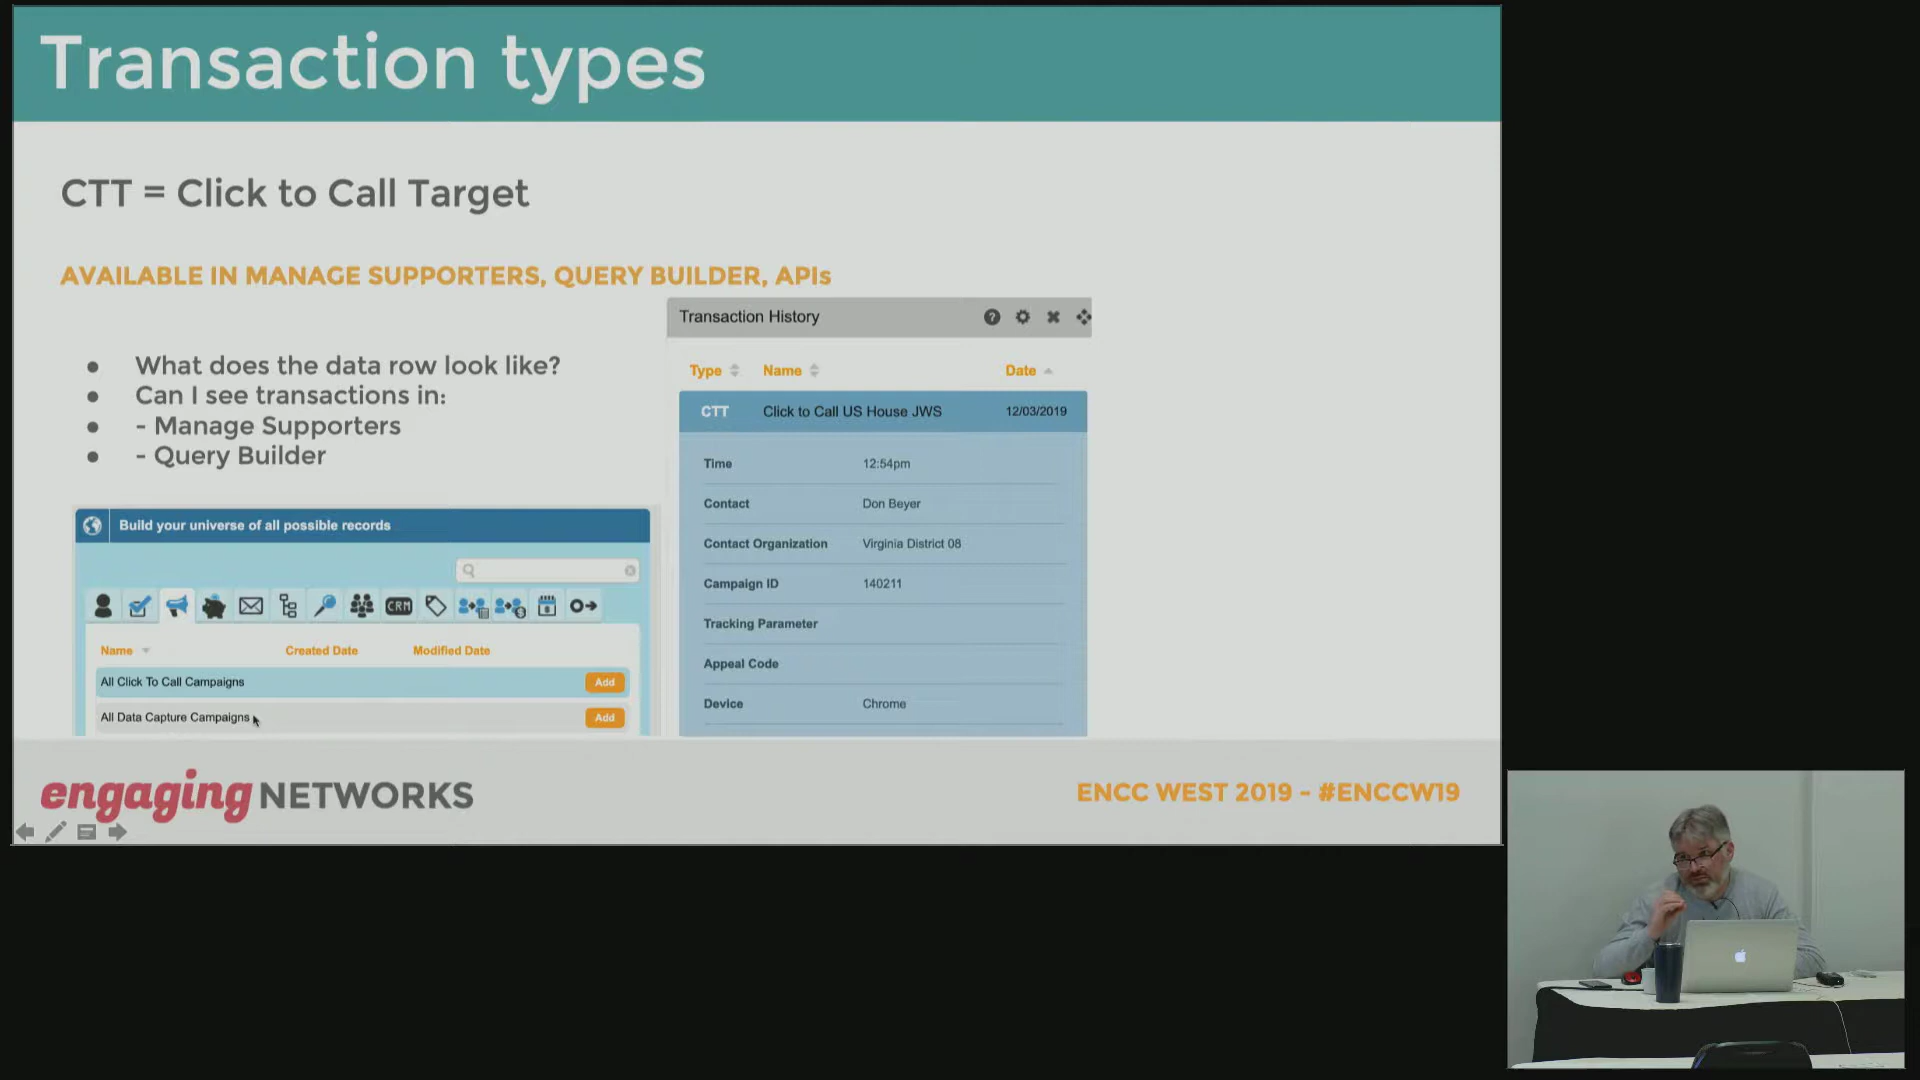 Transaction types
CTT = Click to Call Target
AVAILABLE IN MANAGE SUPPORTERS, QUERY BUILDER, APIs
What does the data row look like?
Can I see transactions in:
- Manage Supporters
- Query Builder
Build your universe of all possible records
CRM
Name Created Date Modified Date
All Click To Call Campaigns Add
All Data Capture Campaigns Add
Transaction History
Type Name Date
CTT Click to Call US House JWS 12/03/2019
Time 12:54pm
Contact Don Beyer
Contact Organization Virginia District 08
Campaign ID 140211
Tracking Parameter
Appeal Code
Device Chrome
engaging NETWORKS
ENCC WEST 2019 - #ENCCW19